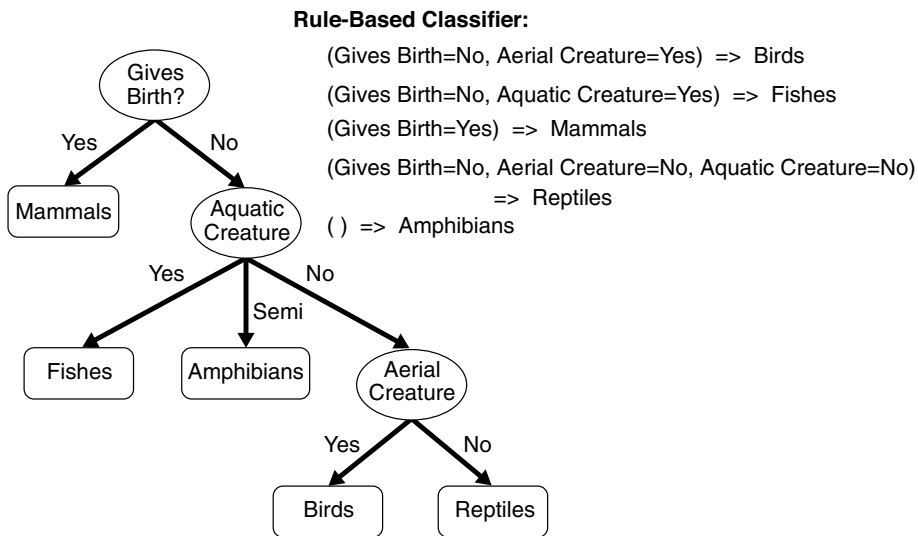 Rule-Based Classifier:
(Gives Birth=No, Aerial Creature=Yes) => Birds
(Gives Birth=No, Aquatic Creature=Yes) => Fishes
(Gives Birth=Yes) => Mammals
(Gives Birth=No, Aerial Creature=No, Aquatic Creature=No)
=> Reptiles
( ) => Amphibians
Gives
Birth?
Yes
No
Mammals
Aquatic
Creature
Yes
Semi
No
Fishes
Amphibians
Aerial
Creature
Yes
No
Birds
Reptiles